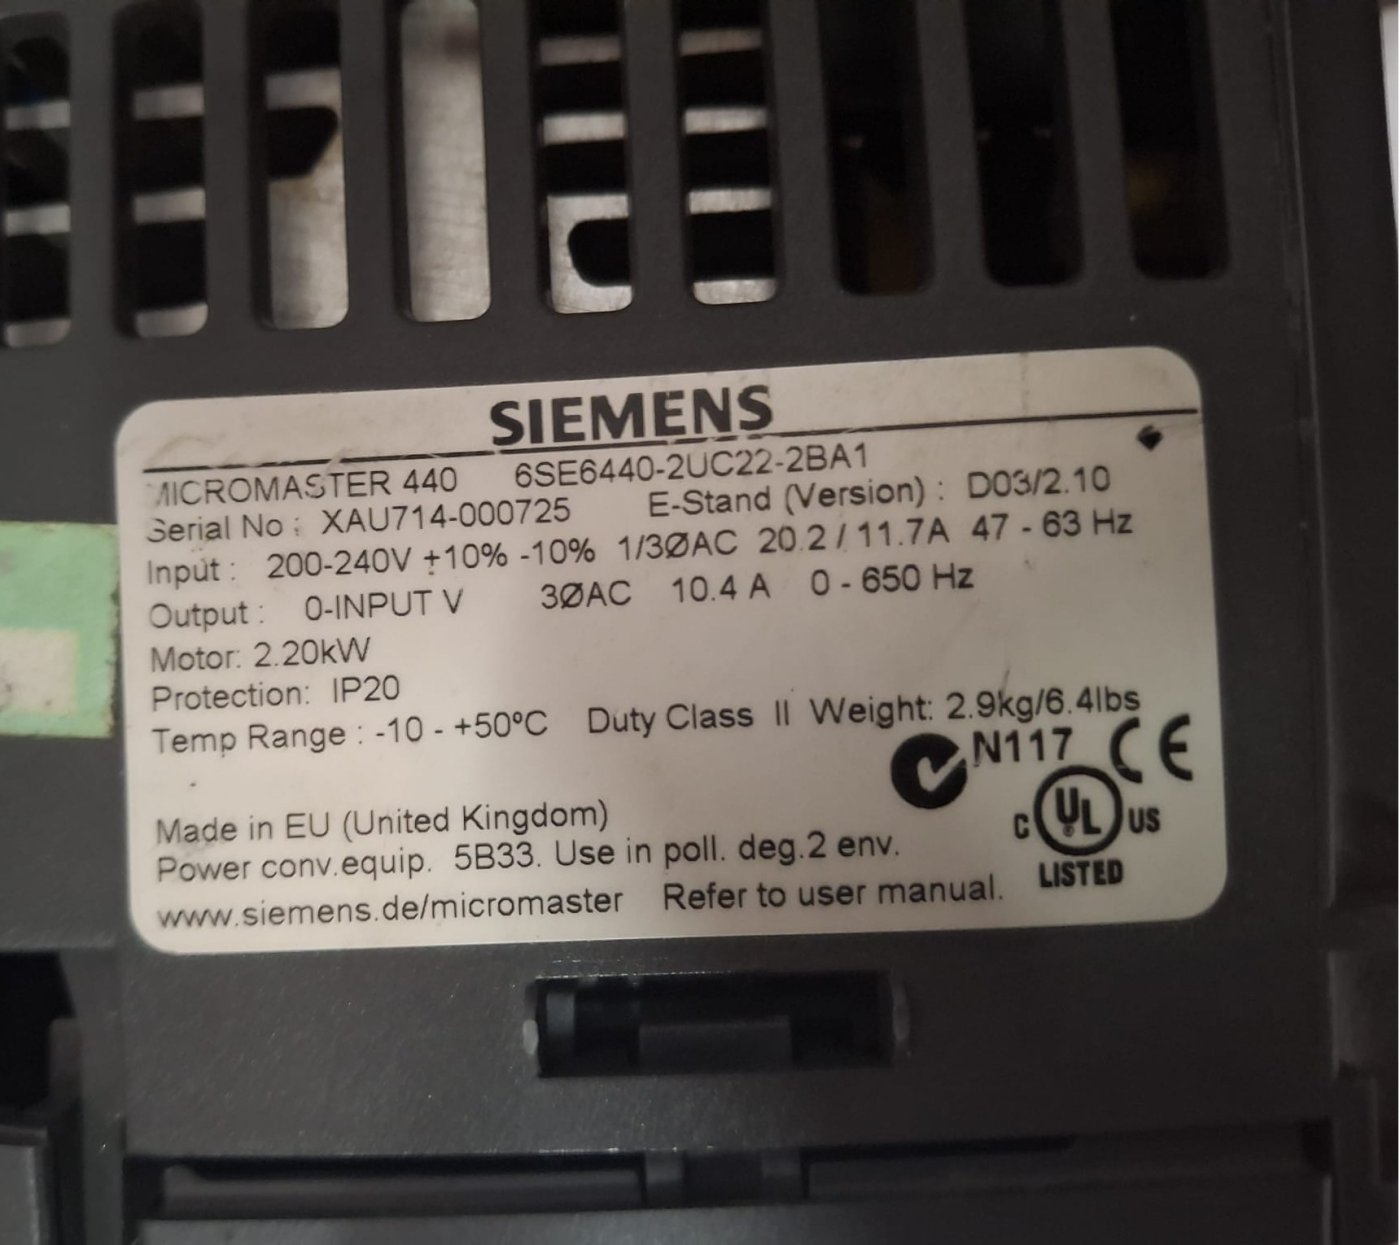 SIEMENS
MICROMASTER 440 6SE6440-2UC22-2BA1
Serial No : XAU714-000725 E-Stand (Version) : D03/2.10
Input : 200-240V +10% -10% 1/3ØAC 20.2 / 11.7A 47 - 63 Hz
Output : 0-INPUT V 3ØAC 10.4 A 0 - 650 Hz
Motor: 2.20kW
Protection: IP20
Temp Range : -10 - +50ºC Duty Class II Weight: 2.9kg/6.4lbs
N117 CE
Made in EU (United Kingdom) C UL US
Power conv.equip. 5B33. Use in poll. deg.2 env. LISTED
www.siemens.de/micromaster Refer to user manual.